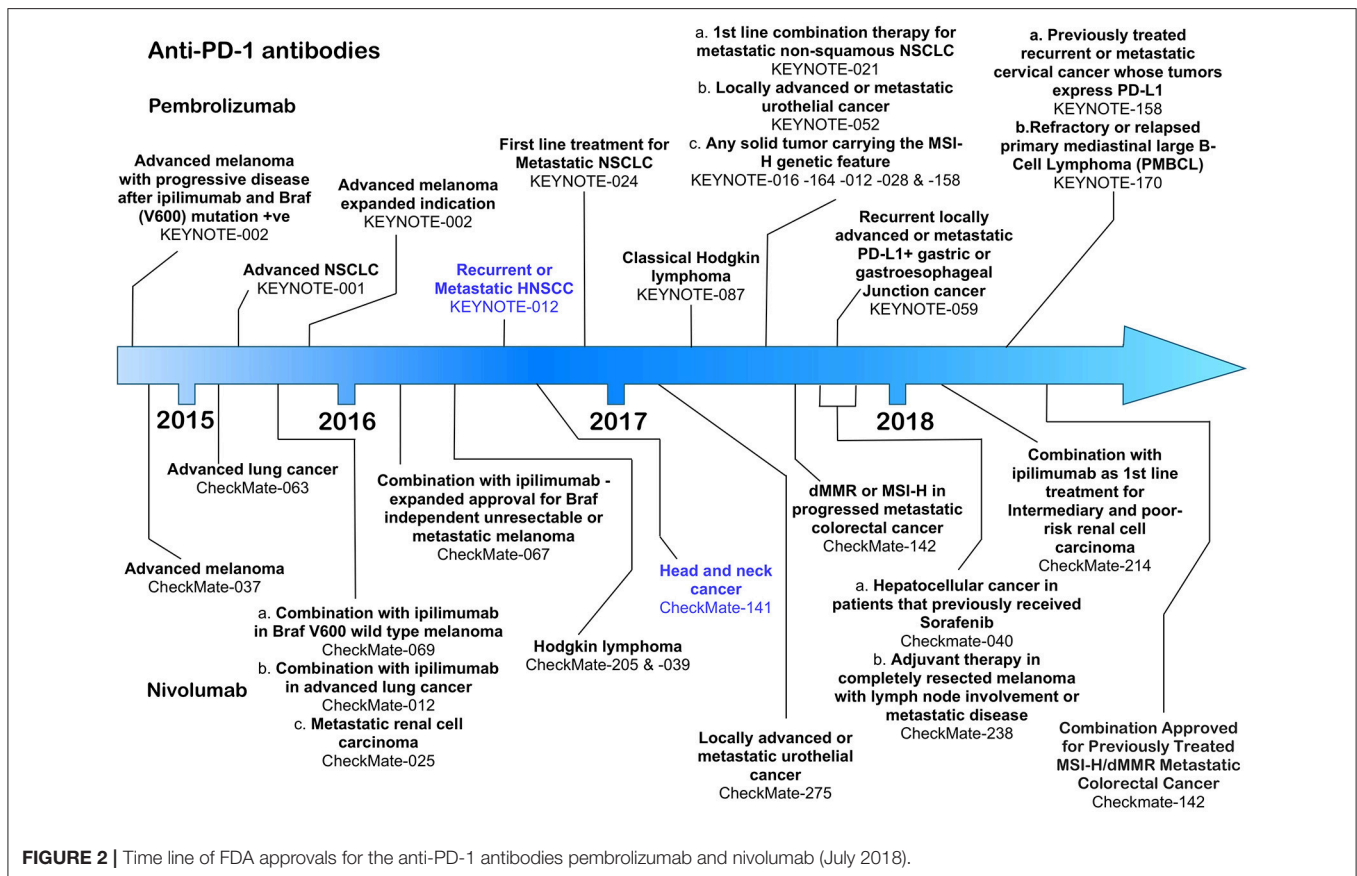 Anti-PD-1 antibodies
Pembrolizumab
Advanced melanoma
with progressive disease
after ipilimumab and Braf
(V600) mutation +ve
KEYNOTE-002
Advanced NSCLC
KEYNOTE-001
Advanced melanoma
expanded indication
KEYNOTE-002
Recurrent or
Metastatic HNSCC
KEYNOTE-012
First line treatment for
Metastatic NSCLC
KEYNOTE-024
Classical Hodgkin
lymphoma
KEYNOTE-087
a. 1st line combination therapy for
metastatic non-squamous NSCLC
KEYNOTE-021
b. Locally advanced or metastatic
urothelial cancer
KEYNOTE-052
c. Any solid tumor carrying the MSI-
H genetic feature
KEYNOTE-016 -164 -012 -028 & -158
Recurrent locally
advanced or metastatic
PD-L1+ gastric or
gastroesophageal
Junction cancer
KEYNOTE-059
a. Previously treated
recurrent or metastatic
cervical cancer whose tumors
express PD-L1
KEYNOTE-158
b.Refractory or relapsed
primary mediastinal large B-
Cell Lymphoma (PMBCL)
KEYNOTE-170
2015
2016
2017
2018
Advanced melanoma
CheckMate-037
Advanced lung cancer
CheckMate-063
a. Combination with ipilimumab
in Braf V600 wild type melanoma
CheckMate-069
b. Combination with ipilimumab
in advanced lung cancer
CheckMate-012
c. Metastatic renal cell
carcinoma
CheckMate-025
Nivolumab
Combination with ipilimumab -
expanded approval for Braf
independent unresectable or
metastatic melanoma
CheckMate-067
Hodgkin lymphoma
CheckMate-205 & -039
Head and neck
cancer
CheckMate-141
Locally advanced or
metastatic urothelial
cancer
CheckMate-275
dMMR or MSI-H in
progressed metastatic
colorectal cancer
CheckMate-142
a. Hepatocellular cancer in
patients that previously received
Sorafenib
Checkmate-040
b. Adjuvant therapy in
completely resected melanoma
with lymph node involvement or
metastatic disease
CheckMate-238
Combination with
ipilimumab as 1st line
treatment for
Intermediary and poor-
risk renal cell
carcinoma
CheckMate-214
Combination Approved
for Previously Treated
MSI-H/dMMR Metastatic
Colorectal Cancer
Checkmate-142
FIGURE 2 | Time line of FDA approvals for the anti-PD-1 antibodies pembrolizumab and nivolumab (July 2018).